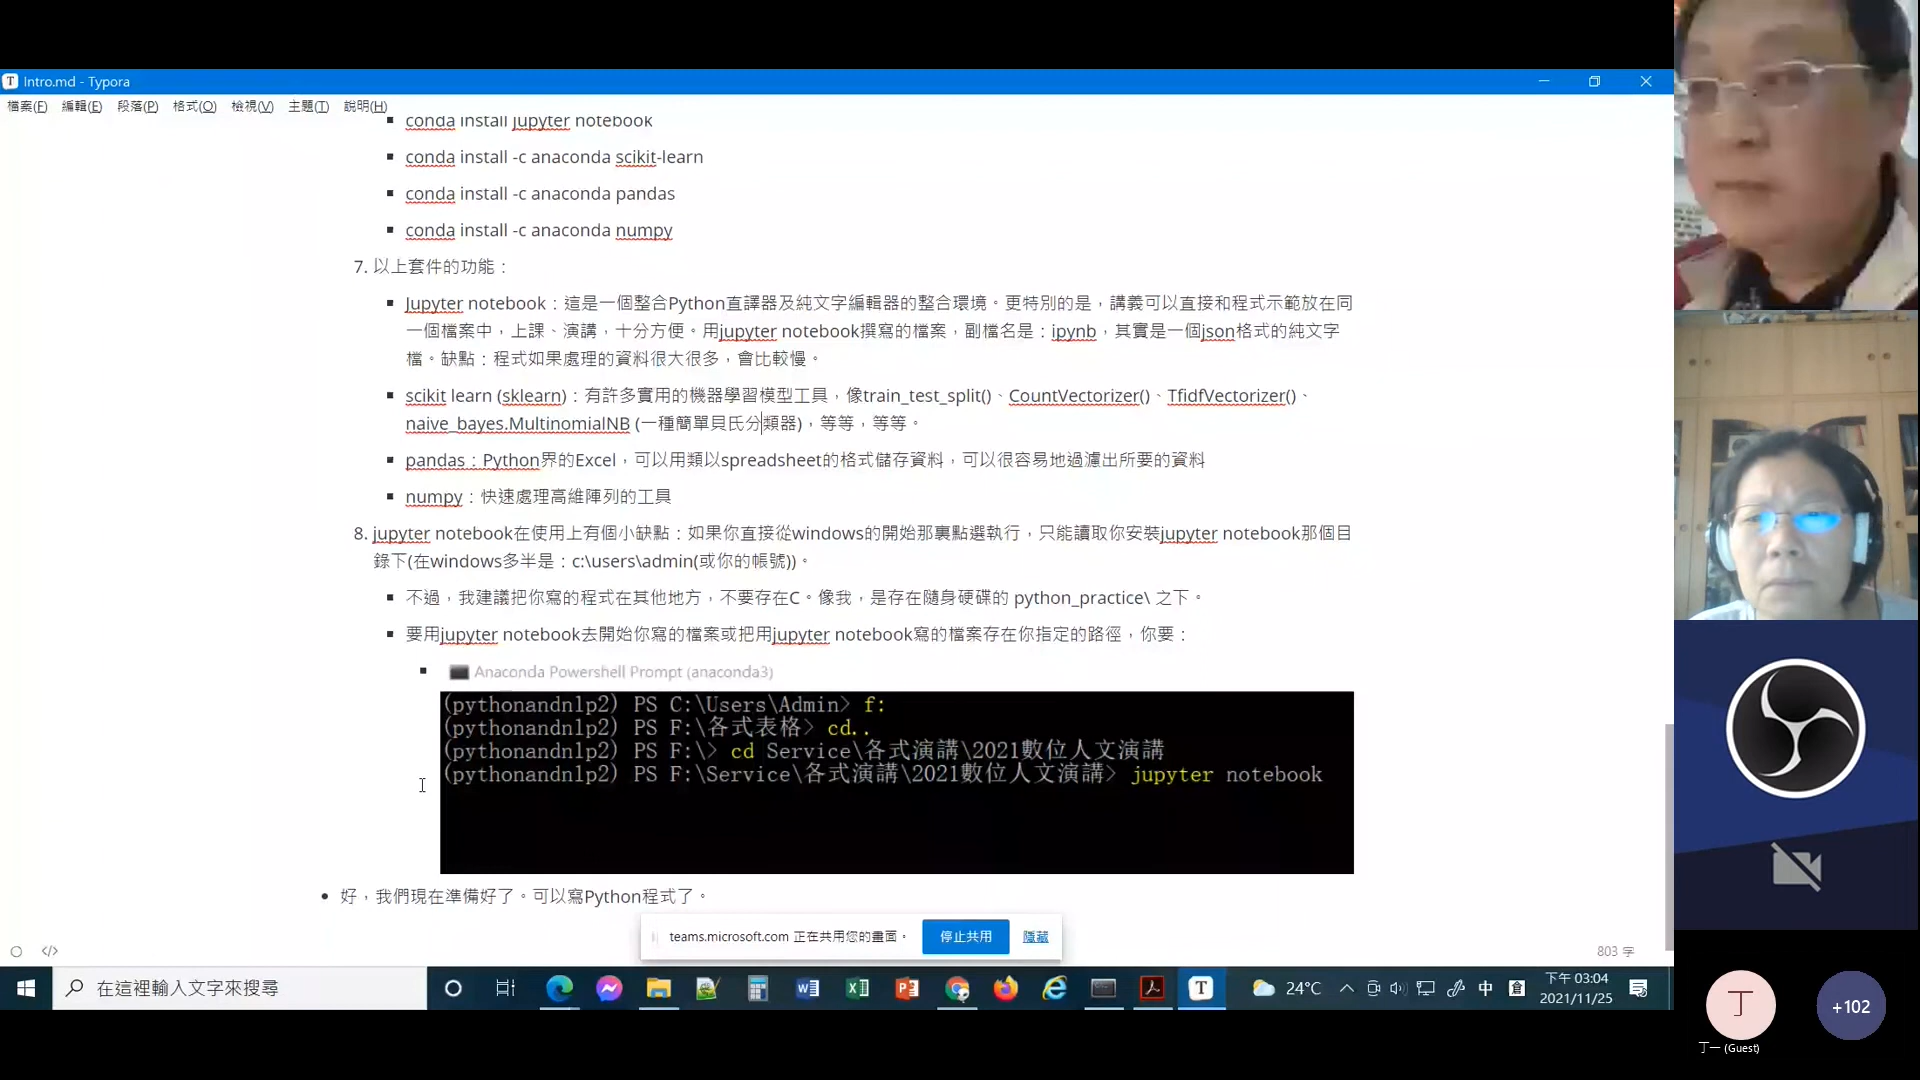 Intro.md - Typora
檔案(F) 編輯(E) 段落(P) 格式(O) 檢視(V) 主題(T) 說明(H)
conda install jupyter notebook
conda install -c anaconda scikit-learn
conda install -c anaconda pandas
conda install -c anaconda numpy
7. 以上套件的功能：
Jupyter notebook：這是一個整合Python直譯器及純文字編輯器的整合環境。更特別的是，講義可以直接和程式示範放在同
一個檔案中，上課、演講，十分方便。用jupyter notebook撰寫的檔案，副檔名是：ipynb，其實是一個json格式的純文字
檔。缺點：程式如果處理的資料很大很多，會比較慢。
scikit learn (sklearn)：有許多實用的機器學習模型工具，像train_test_split()、CountVectorizer()、TfidfVectorizer()、
naive_bayes.MultinomialNB (一種簡單貝氏分類器)，等等，等等。
pandas：Python界的Excel，可以用類以spreadsheet的格式儲存資料，可以很容易地過濾出所要的資料
numpy：快速處理高維陣列的工具
8. jupyter notebook在使用上有個小缺點：如果你直接從windows的開始那裏點選執行，只能讀取你安裝jupyter notebook那個目
錄下(在windows多半是：c:\users\admin(或你的帳號))。
不過，我建議把你寫的程式在其他地方，不要存在C。像我，是存在隨身硬碟的 python_practice\ 之下。
要用jupyter notebook去開始你寫的檔案或把用jupyter notebook寫的檔案存在你指定的路徑，你要：
Anaconda Powershell Prompt (anaconda3)
(pythonandnlp2) PS C:\Users\Admin> f:
(pythonandnlp2) PS F:\各式表格> cd..
(pythonandnlp2) PS F:\> cd Service\各式演講\2021數位人文演講
(pythonandnlp2) PS F:\Service\各式演講\2021數位人文演講> jupyter notebook
好，我們現在準備好了。可以寫Python程式了。
teams.microsoft.com 正在共用您的畫面。 停止共用 隱藏
</> 803 字
在這裡輸入文字來搜尋
24°C 中 倉
下午 03:04
2021/11/25
丁 +102
丁一 (Guest)